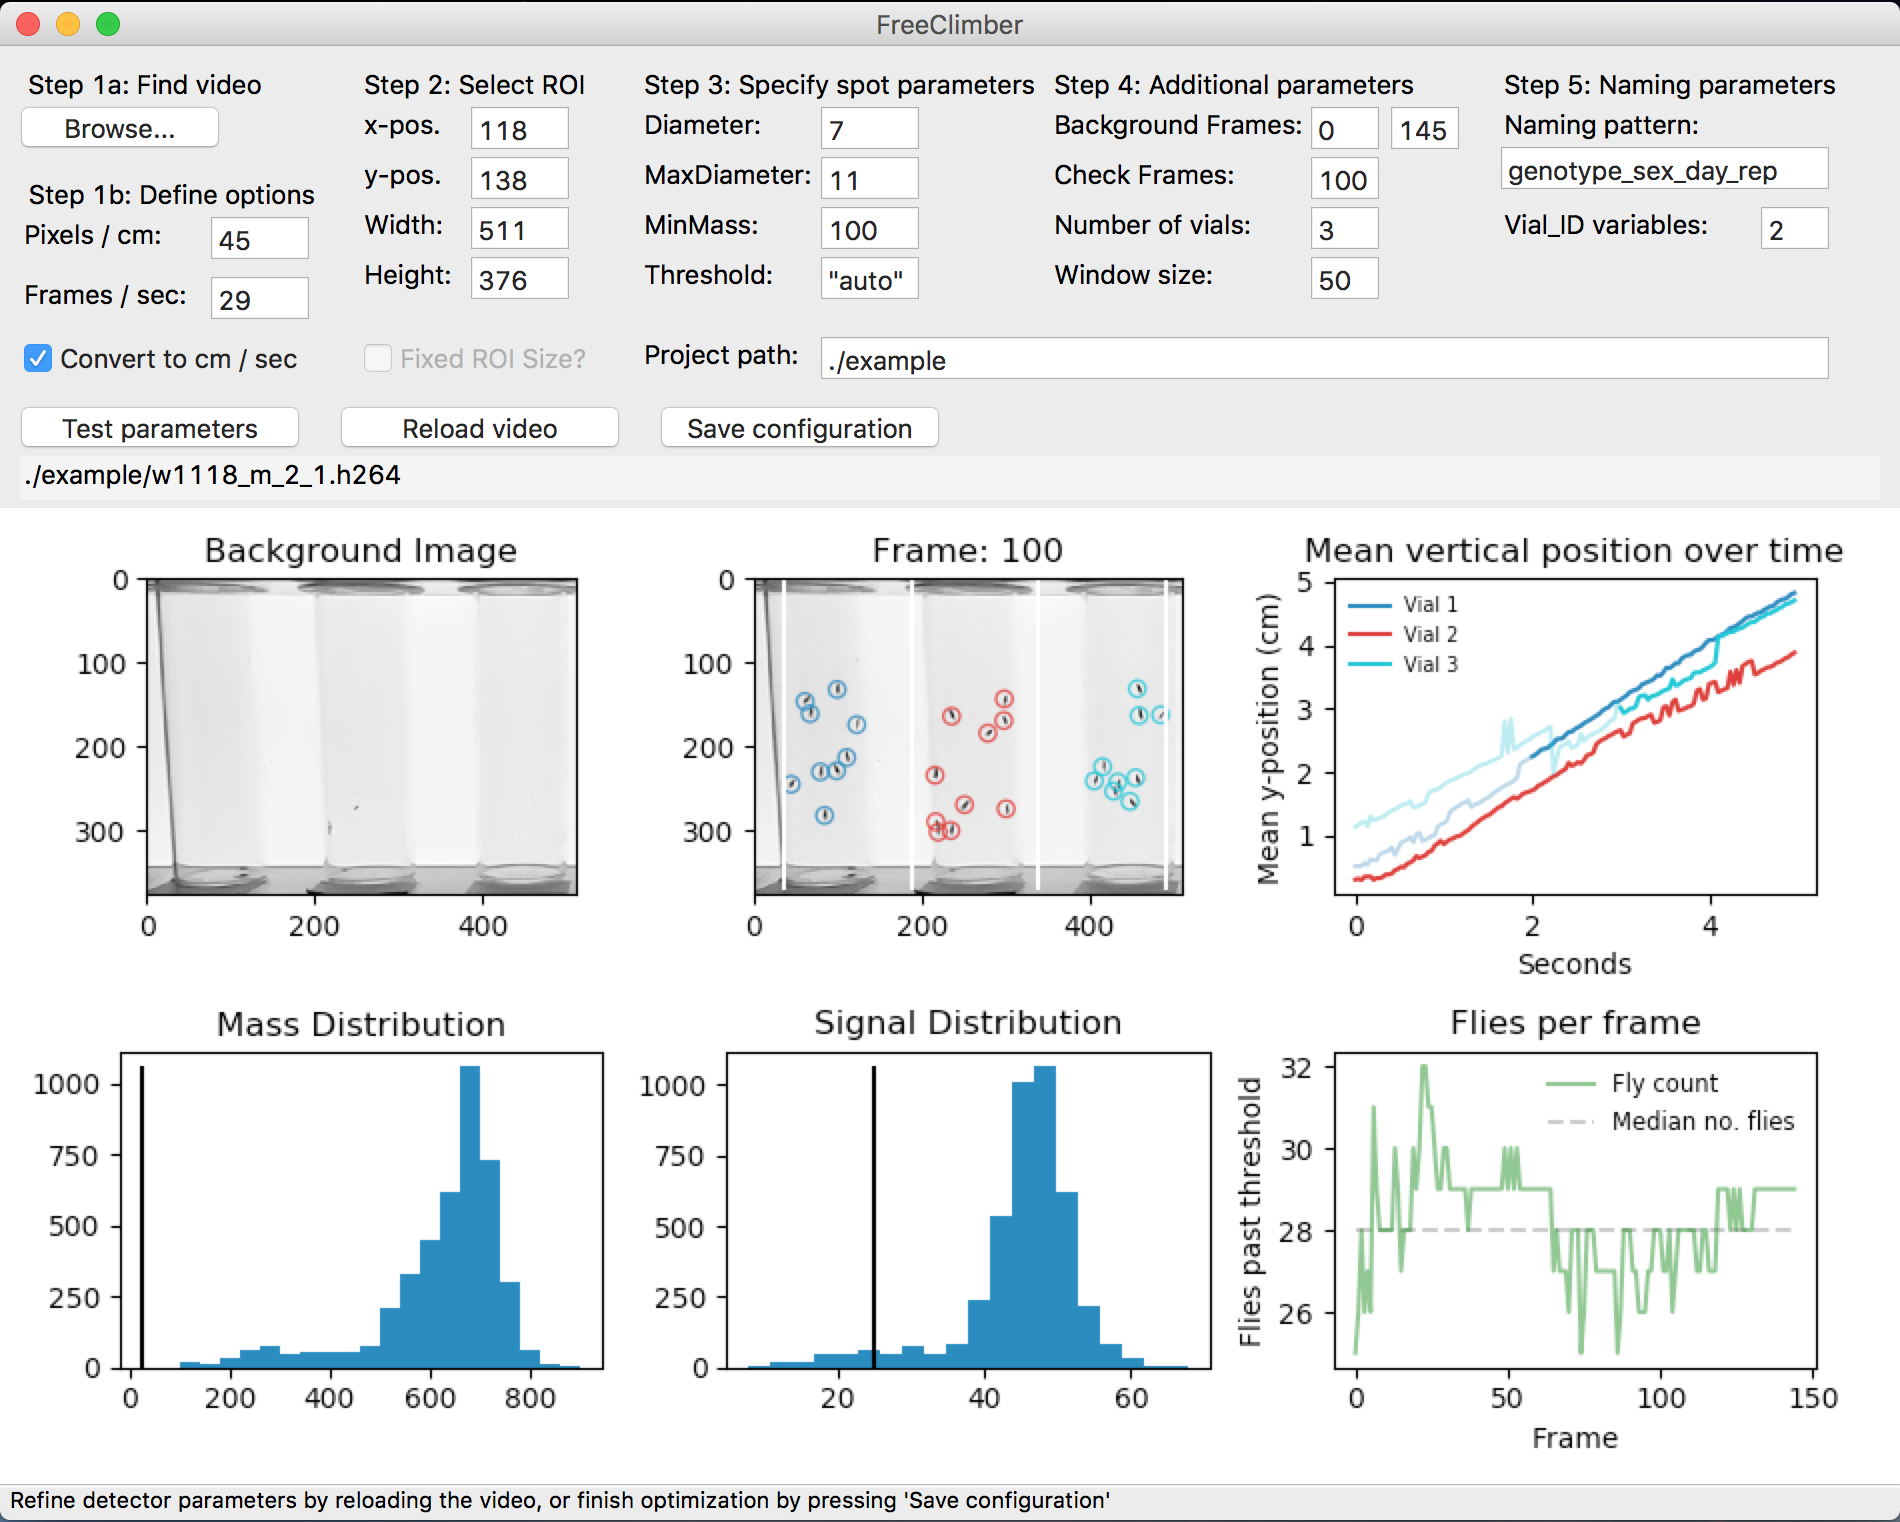 FreeClimber
Step 1a: Find video
Browse...
Step 1b: Define options
Pixels / cm: 45
Frames / sec: 29
Convert to cm / sec
Step 2: Select ROI
x-pos. 118
y-pos. 138
Width: 511
Height: 376
Fixed ROI Size?
Step 3: Specify spot parameters
Diameter: 7
MaxDiameter: 11
MinMass: 100
Threshold: "auto"
Step 4: Additional parameters
Background Frames: 0 145
Check Frames: 100
Number of vials: 3
Window size: 50
Step 5: Naming parameters
Naming pattern:
genotype_sex_day_rep
Vial_ID variables: 2
Project path: ./example
Test parameters
Reload video
Save configuration
./example/w1118_m_2_1.h264
Background Image
0
100
200
300
0 200 400
Frame: 100
0
100
200
300
0 200 400
Mean vertical position over time
Mean y-position (cm)
5
4
3
2
1
Vial 1
Vial 2
Vial 3
0 2 4
Seconds
Mass Distribution
1000
750
500
250
0
0 200 400 600 800
Signal Distribution
1000
750
500
250
0
20 40 60
Flies per frame
Flies past threshold
32
30
28
26
Fly count
Median no. flies
0 50 100 150
Frame
Refine detector parameters by reloading the video, or finish optimization by pressing 'Save configuration'